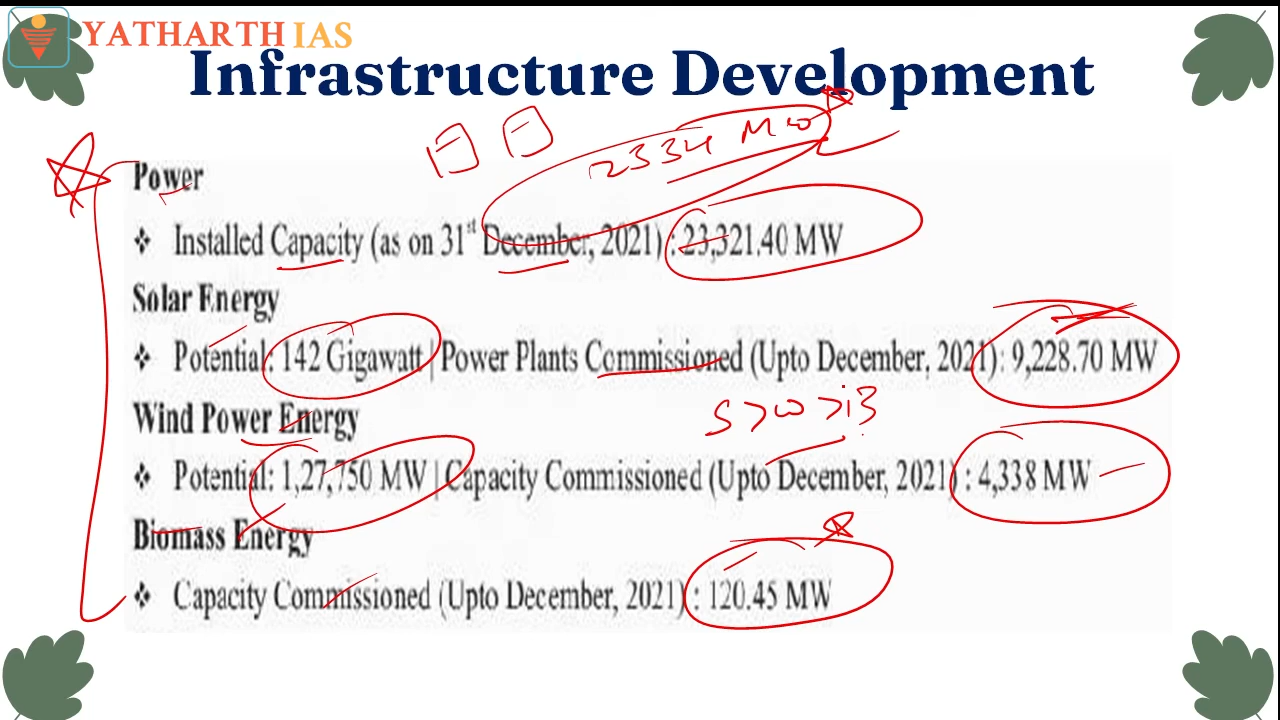 YATHARTH IAS
Infrastructure Development
2334 MW
Power
❖ Installed Capacity (as on 31st December, 2021) : 23,321.40 MW
Solar Energy
❖ Potential: 142 Gigawatt | Power Plants Commissioned (Upto December, 2021): 9,228.70 MW
S > W > B
Wind Power Energy
❖ Potential: 1,27,750 MW | Capacity Commissioned (Upto December, 2021) : 4,338 MW
Biomass Energy
❖ Capacity Commissioned (Upto December, 2021) : 120.45 MW